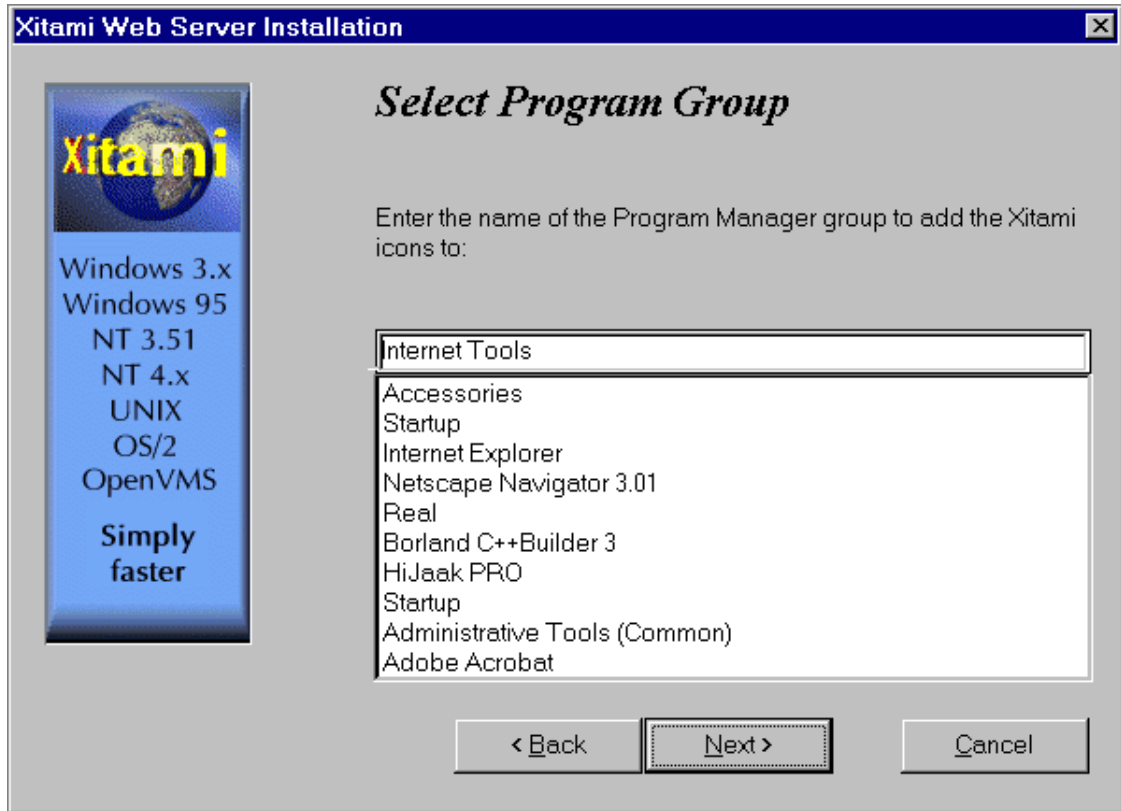 Xitami Web Server Installation
Xitami
Windows 3.x
Windows 95
NT 3.51
NT 4.x
UNIX
OS/2
OpenVMS
Simply
faster
Select Program Group
Enter the name of the Program Manager group to add the Xitami
icons to:
Internet Tools
Accessories
Startup
Internet Explorer
Netscape Navigator 3.01
Real
Borland C++Builder 3
HiJaak PRO
Startup
Administrative Tools (Common)
Adobe Acrobat
< Back
Next >
Cancel